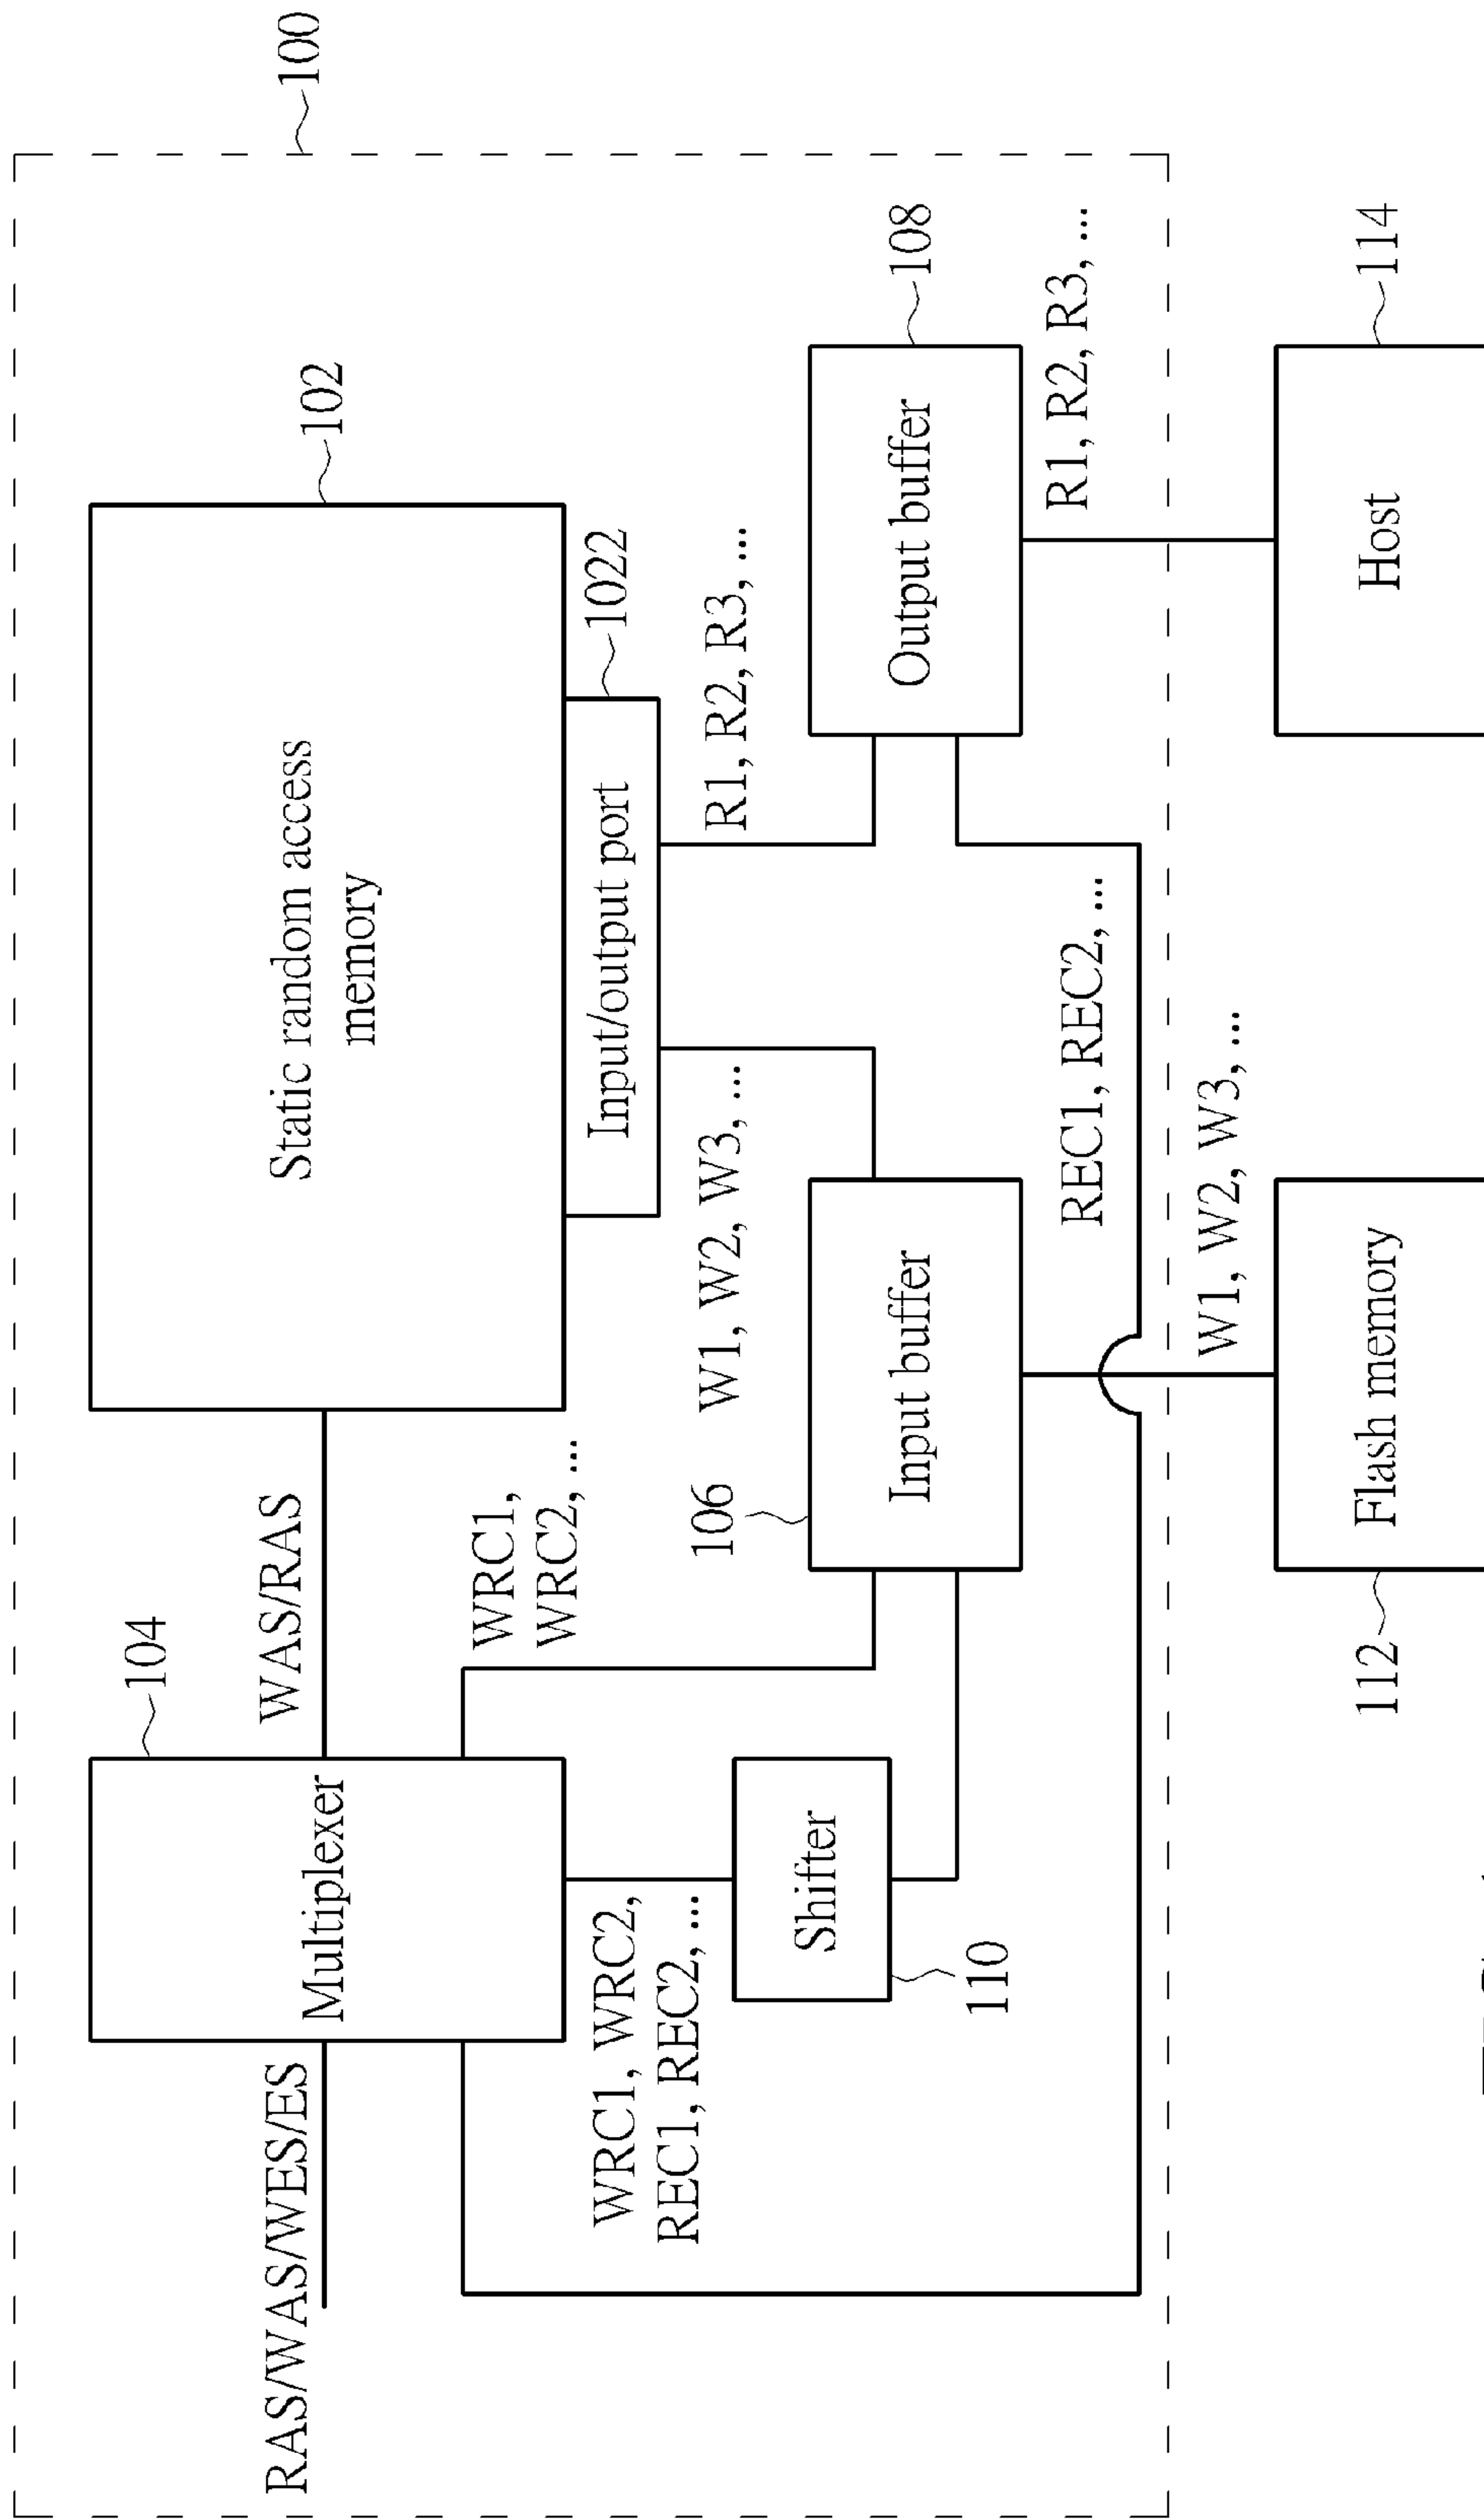 100
Static random access
memory
102
Input/output port
1022
RAS/WAS/WES/ES
Multiplexer
104
WAS/RAS
WRC1,
WRC2, ...
WRC1, WRC2,
REC1, REC2, ...
Shifter
110
106
Input buffer
W1, W2, W3, ...
R1, R2, R3, ...
Output buffer
108
R1, R2, R3, ...
REC1, REC2, ...
W1, W2, W3, ...
112
Flash memory
Host
114